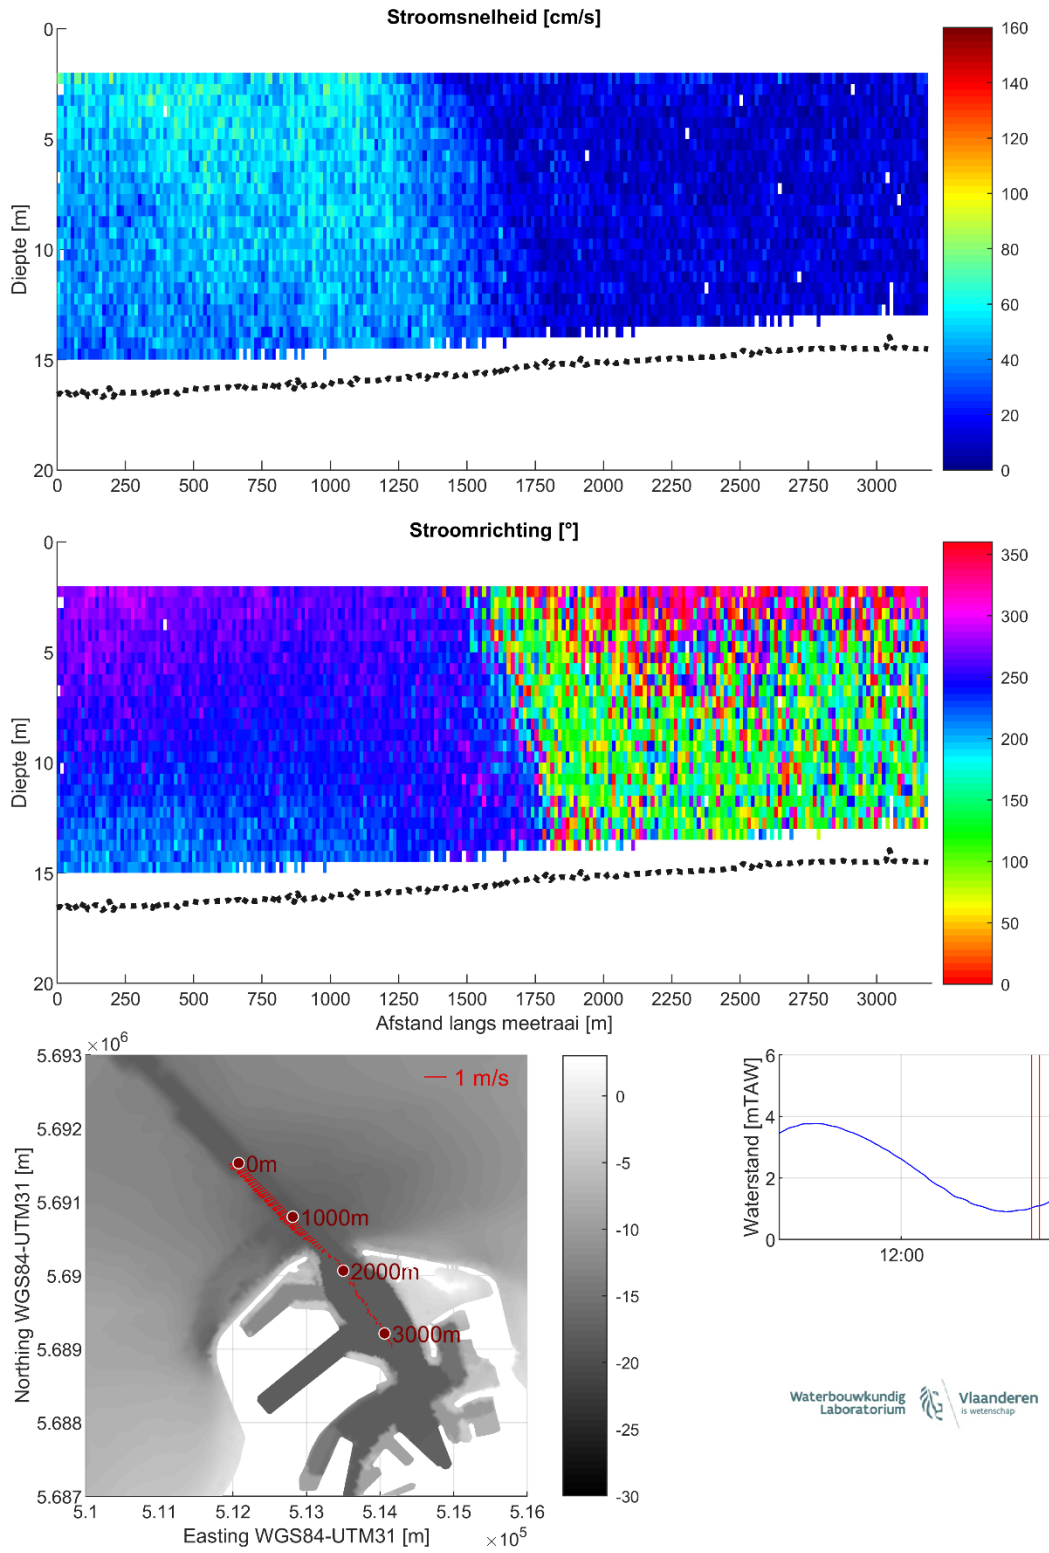 Stroomsnelheid [cm/s]
Diepte [m]
0
5
10
15
20
0 250 500 750 1000 1250 1500 1750 2000 2250 2500 2750 3000
160
140
120
100
80
60
40
20
0
Stroomrichting [°]
Diepte [m]
0
5
10
15
20
0 250 500 750 1000 1250 1500 1750 2000 2250 2500 2750 3000
Afstand langs meetraai [m]
350
300
250
200
150
100
50
0
×10⁶
Northing WGS84-UTM31 [m]
5.693
5.692
5.691
5.69
5.689
5.688
5.687
5.1 5.11 5.12 5.13 5.14 5.15 5.16
Easting WGS84-UTM31 [m]
×10⁵
1 m/s
0m
1000m
2000m
3000m
0
-5
-10
-15
-20
-25
-30
Waterstand [mTAW]
6
4
2
0
12:00
Waterbouwkundig
Laboratorium
Vlaanderen
is wetenschap